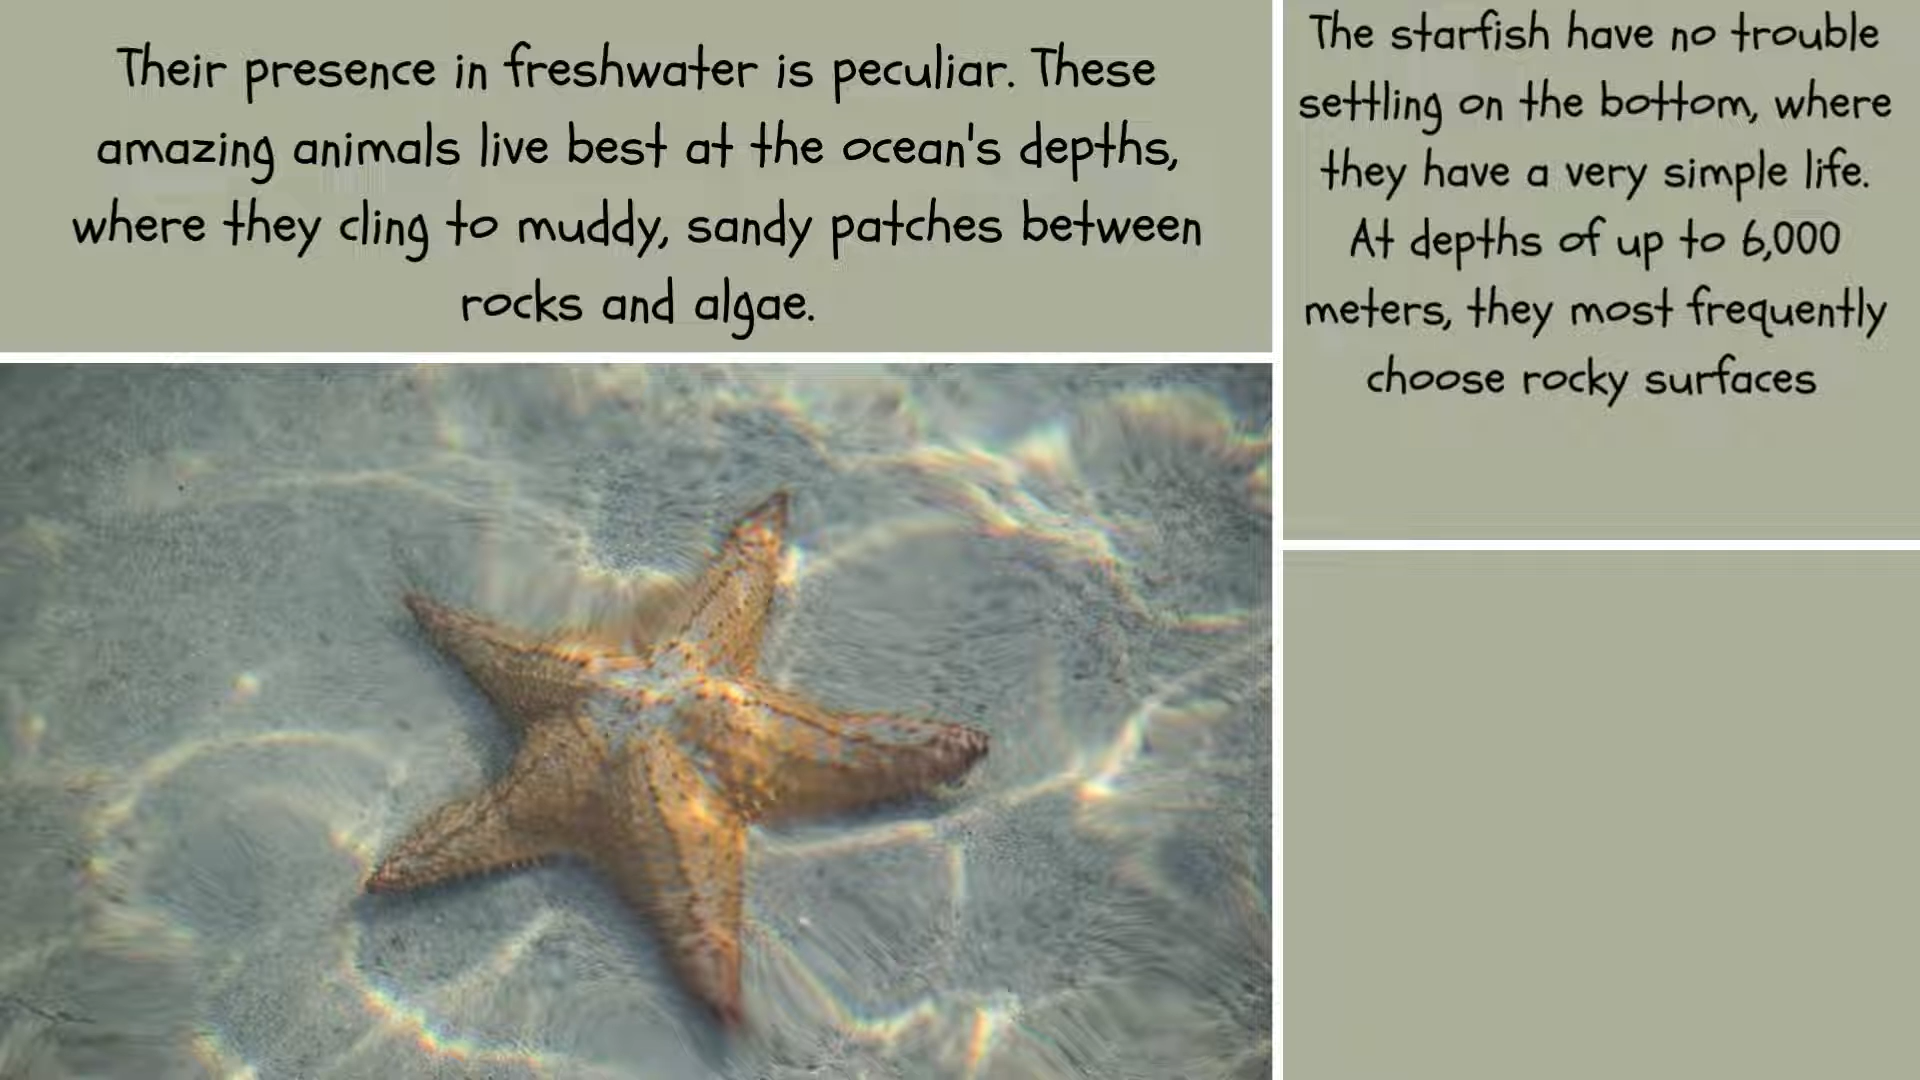 Their presence in freshwater is peculiar. These
amazing animals live best at the ocean's depths,
where they cling to muddy, sandy patches between
rocks and algae.
The starfish have no trouble
settling on the bottom, where
they have a very simple life.
At depths of up to 6,000
meters, they most frequently
choose rocky surfaces